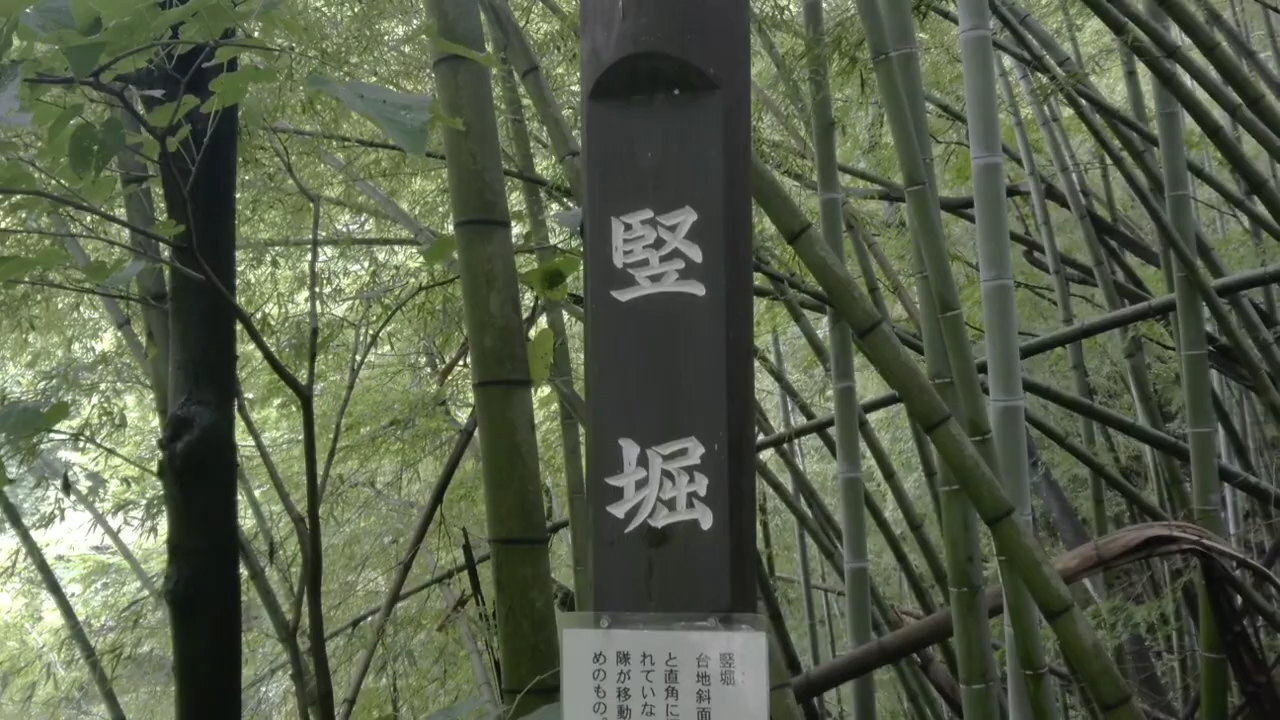 竪堀
竪堀
台地斜面
と直角に
れていな
隊が移動
めのもの。